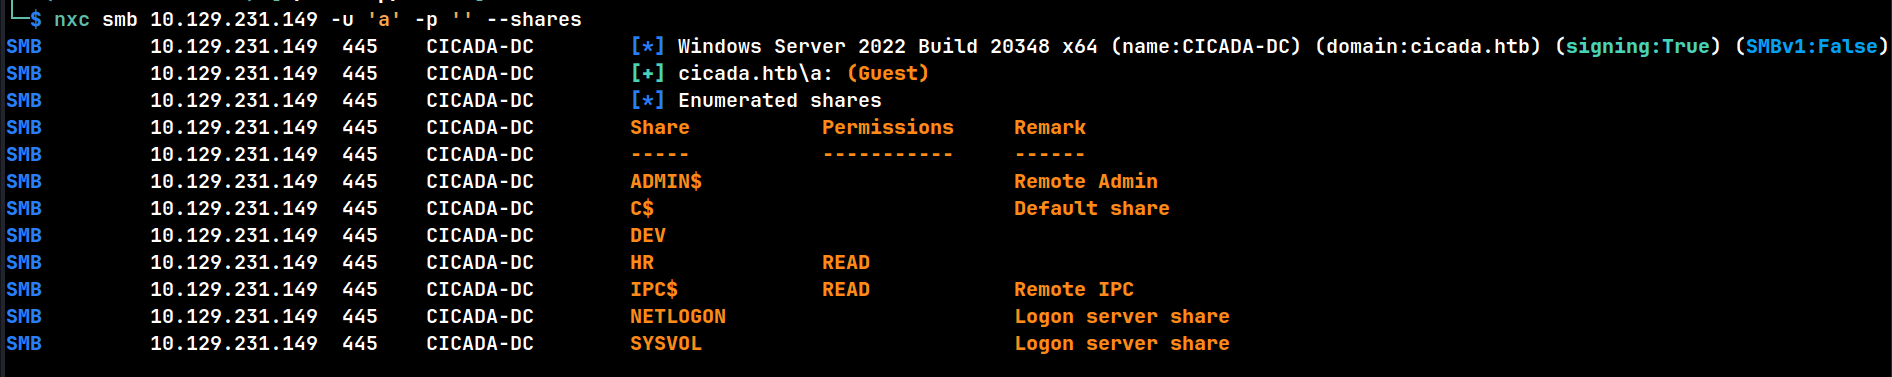 $ nxc smb 10.129.231.149 -u 'a' -p '' --shares
SMB 10.129.231.149 445 CICADA-DC [*] Windows Server 2022 Build 20348 x64 (name:CICADA-DC) (domain:cicada.htb) (signing:True) (SMBv1:False)
SMB 10.129.231.149 445 CICADA-DC [+] cicada.htb\a: (Guest)
SMB 10.129.231.149 445 CICADA-DC [*] Enumerated shares
SMB 10.129.231.149 445 CICADA-DC Share Permissions Remark
SMB 10.129.231.149 445 CICADA-DC ----- ----------- ------
SMB 10.129.231.149 445 CICADA-DC ADMIN$ Remote Admin
SMB 10.129.231.149 445 CICADA-DC C$ Default share
SMB 10.129.231.149 445 CICADA-DC DEV
SMB 10.129.231.149 445 CICADA-DC HR READ
SMB 10.129.231.149 445 CICADA-DC IPC$ READ Remote IPC
SMB 10.129.231.149 445 CICADA-DC NETLOGON Logon server share
SMB 10.129.231.149 445 CICADA-DC SYSVOL Logon server share